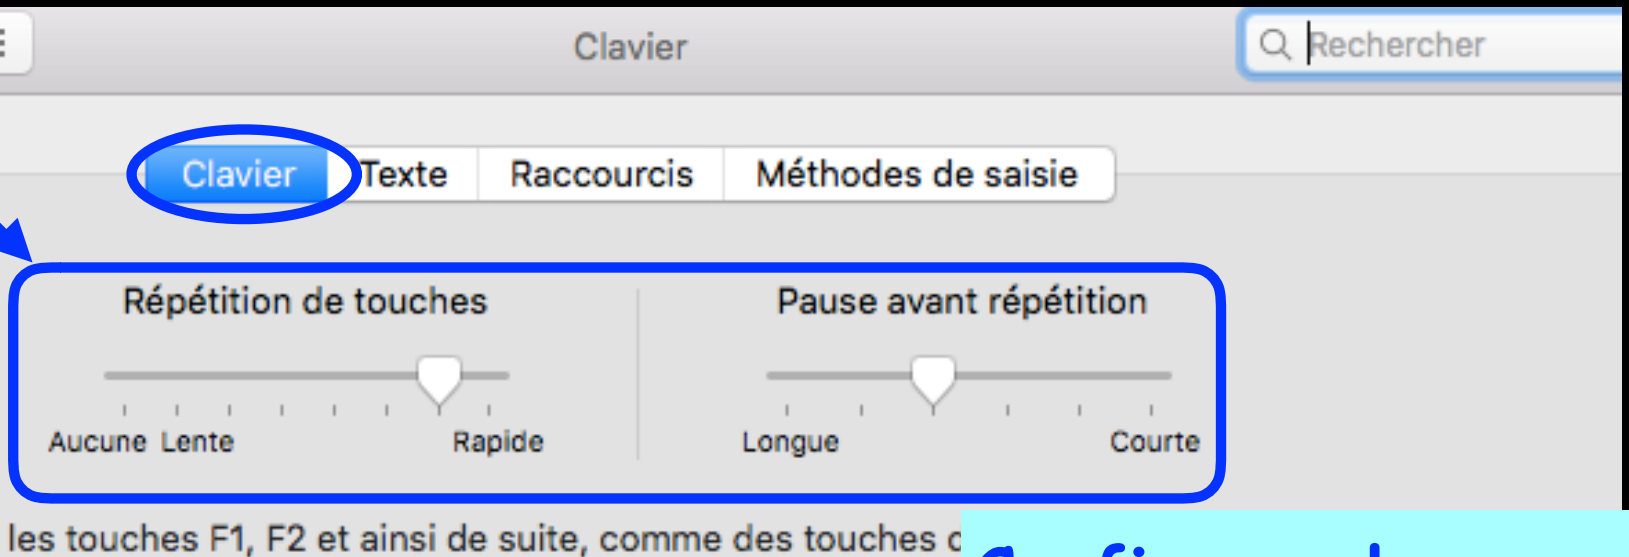 Clavier
Rechercher
Clavier Texte Raccourcis Méthodes de saisie
Répétition de touches Pause avant répétition
Aucune Lente Rapide Longue Courte
les touches F1, F2 et ainsi de suite, comme des touches